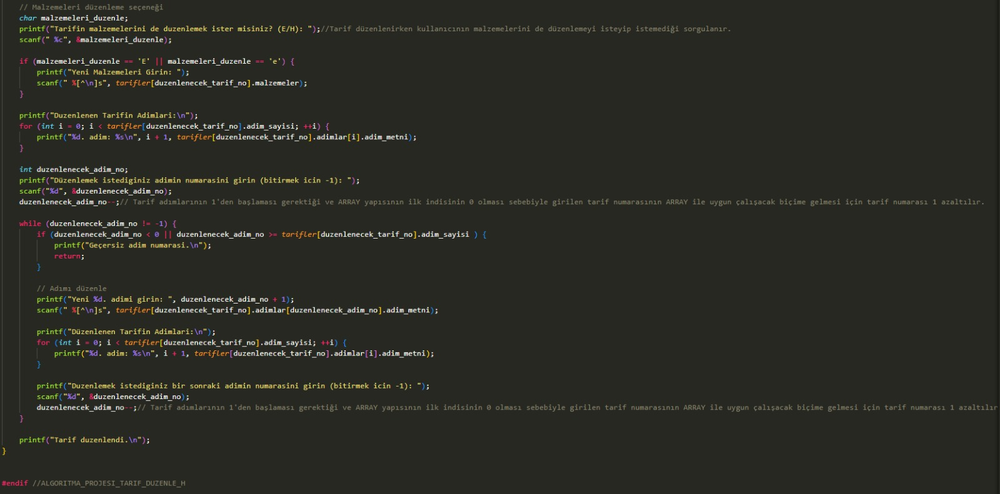 // Malzemeleri düzenleme seçeneği
char malzemeleri_duzenle;
printf("Tarifin malzemelerini de duzenlemek ister misiniz? (E/H): ");//Tarif düzenlenirken kullanıcının malzemelerini de düzenlemeyi isteyip istemediği sorgulanır.
scanf(" %c", &malzemeleri_duzenle);
if (malzemeleri_duzenle == 'E' || malzemeleri_duzenle == 'e') {
printf("Yeni Malzemeleri Girin: ");
scanf(" %[^\n]s", tarifler[duzenlenecek_tarif_no].malzemeler);
}
printf("Duzenlenen Tarifin Adimlari:\n");
for (int i = 0; i < tarifler[duzenlenecek_tarif_no].adim_sayisi; ++i) {
printf("%d. adim: %s\n", i + 1, tarifler[duzenlenecek_tarif_no].adimlar[i].adim_metni);
}
int duzenlenecek_adim_no;
printf("Düzenlemek istediginiz adimin numarasini girin (bitirmek icin -1): ");
scanf("%d", &duzenlenecek_adim_no);
duzenlenecek_adim_no--;// Tarif adımlarının 1'den başlaması gerektiği ve ARRAY yapısının ilk indisinin 0 olması sebebiyle girilen tarif numarasının ARRAY ile uygun çalışacak biçime gelmesi için tarif numarası 1 azaltılır.
while (duzenlenecek_adim_no != -1) {
if (duzenlenecek_adim_no < 0 || duzenlenecek_adim_no >= tarifler[duzenlenecek_tarif_no].adim_sayisi ) {
printf("Geçersiz adim numarasi.\n");
return;
}
// Adımı düzenle
printf("Yeni %d. adimi girin: ", duzenlenecek_adim_no + 1);
scanf(" %[^\n]s", tarifler[duzenlenecek_tarif_no].adimlar[duzenlenecek_adim_no].adim_metni);
printf("Düzenlenen Tarifin Adimlari:\n");
for (int i = 0; i < tarifler[duzenlenecek_tarif_no].adim_sayisi; ++i) {
printf("%d. adim: %s\n", i + 1, tarifler[duzenlenecek_tarif_no].adimlar[i].adim_metni);
}
printf("Duzenlemek istediginiz bir sonraki adimin numarasini girin (bitirmek icin -1): ");
scanf("%d", &duzenlenecek_adim_no);
duzenlenecek_adim_no--;// Tarif adımlarının 1'den başlaması gerektiği ve ARRAY yapısının ilk indisinin 0 olması sebebiyle girilen tarif numarasının ARRAY ile uygun çalışacak biçime gelmesi için tarif numarası 1 azaltılır
}
printf("Tarif duzenlendi.\n");
}
#endif //ALGORITMA_PROJESI_TARIF_DUZENLE_H